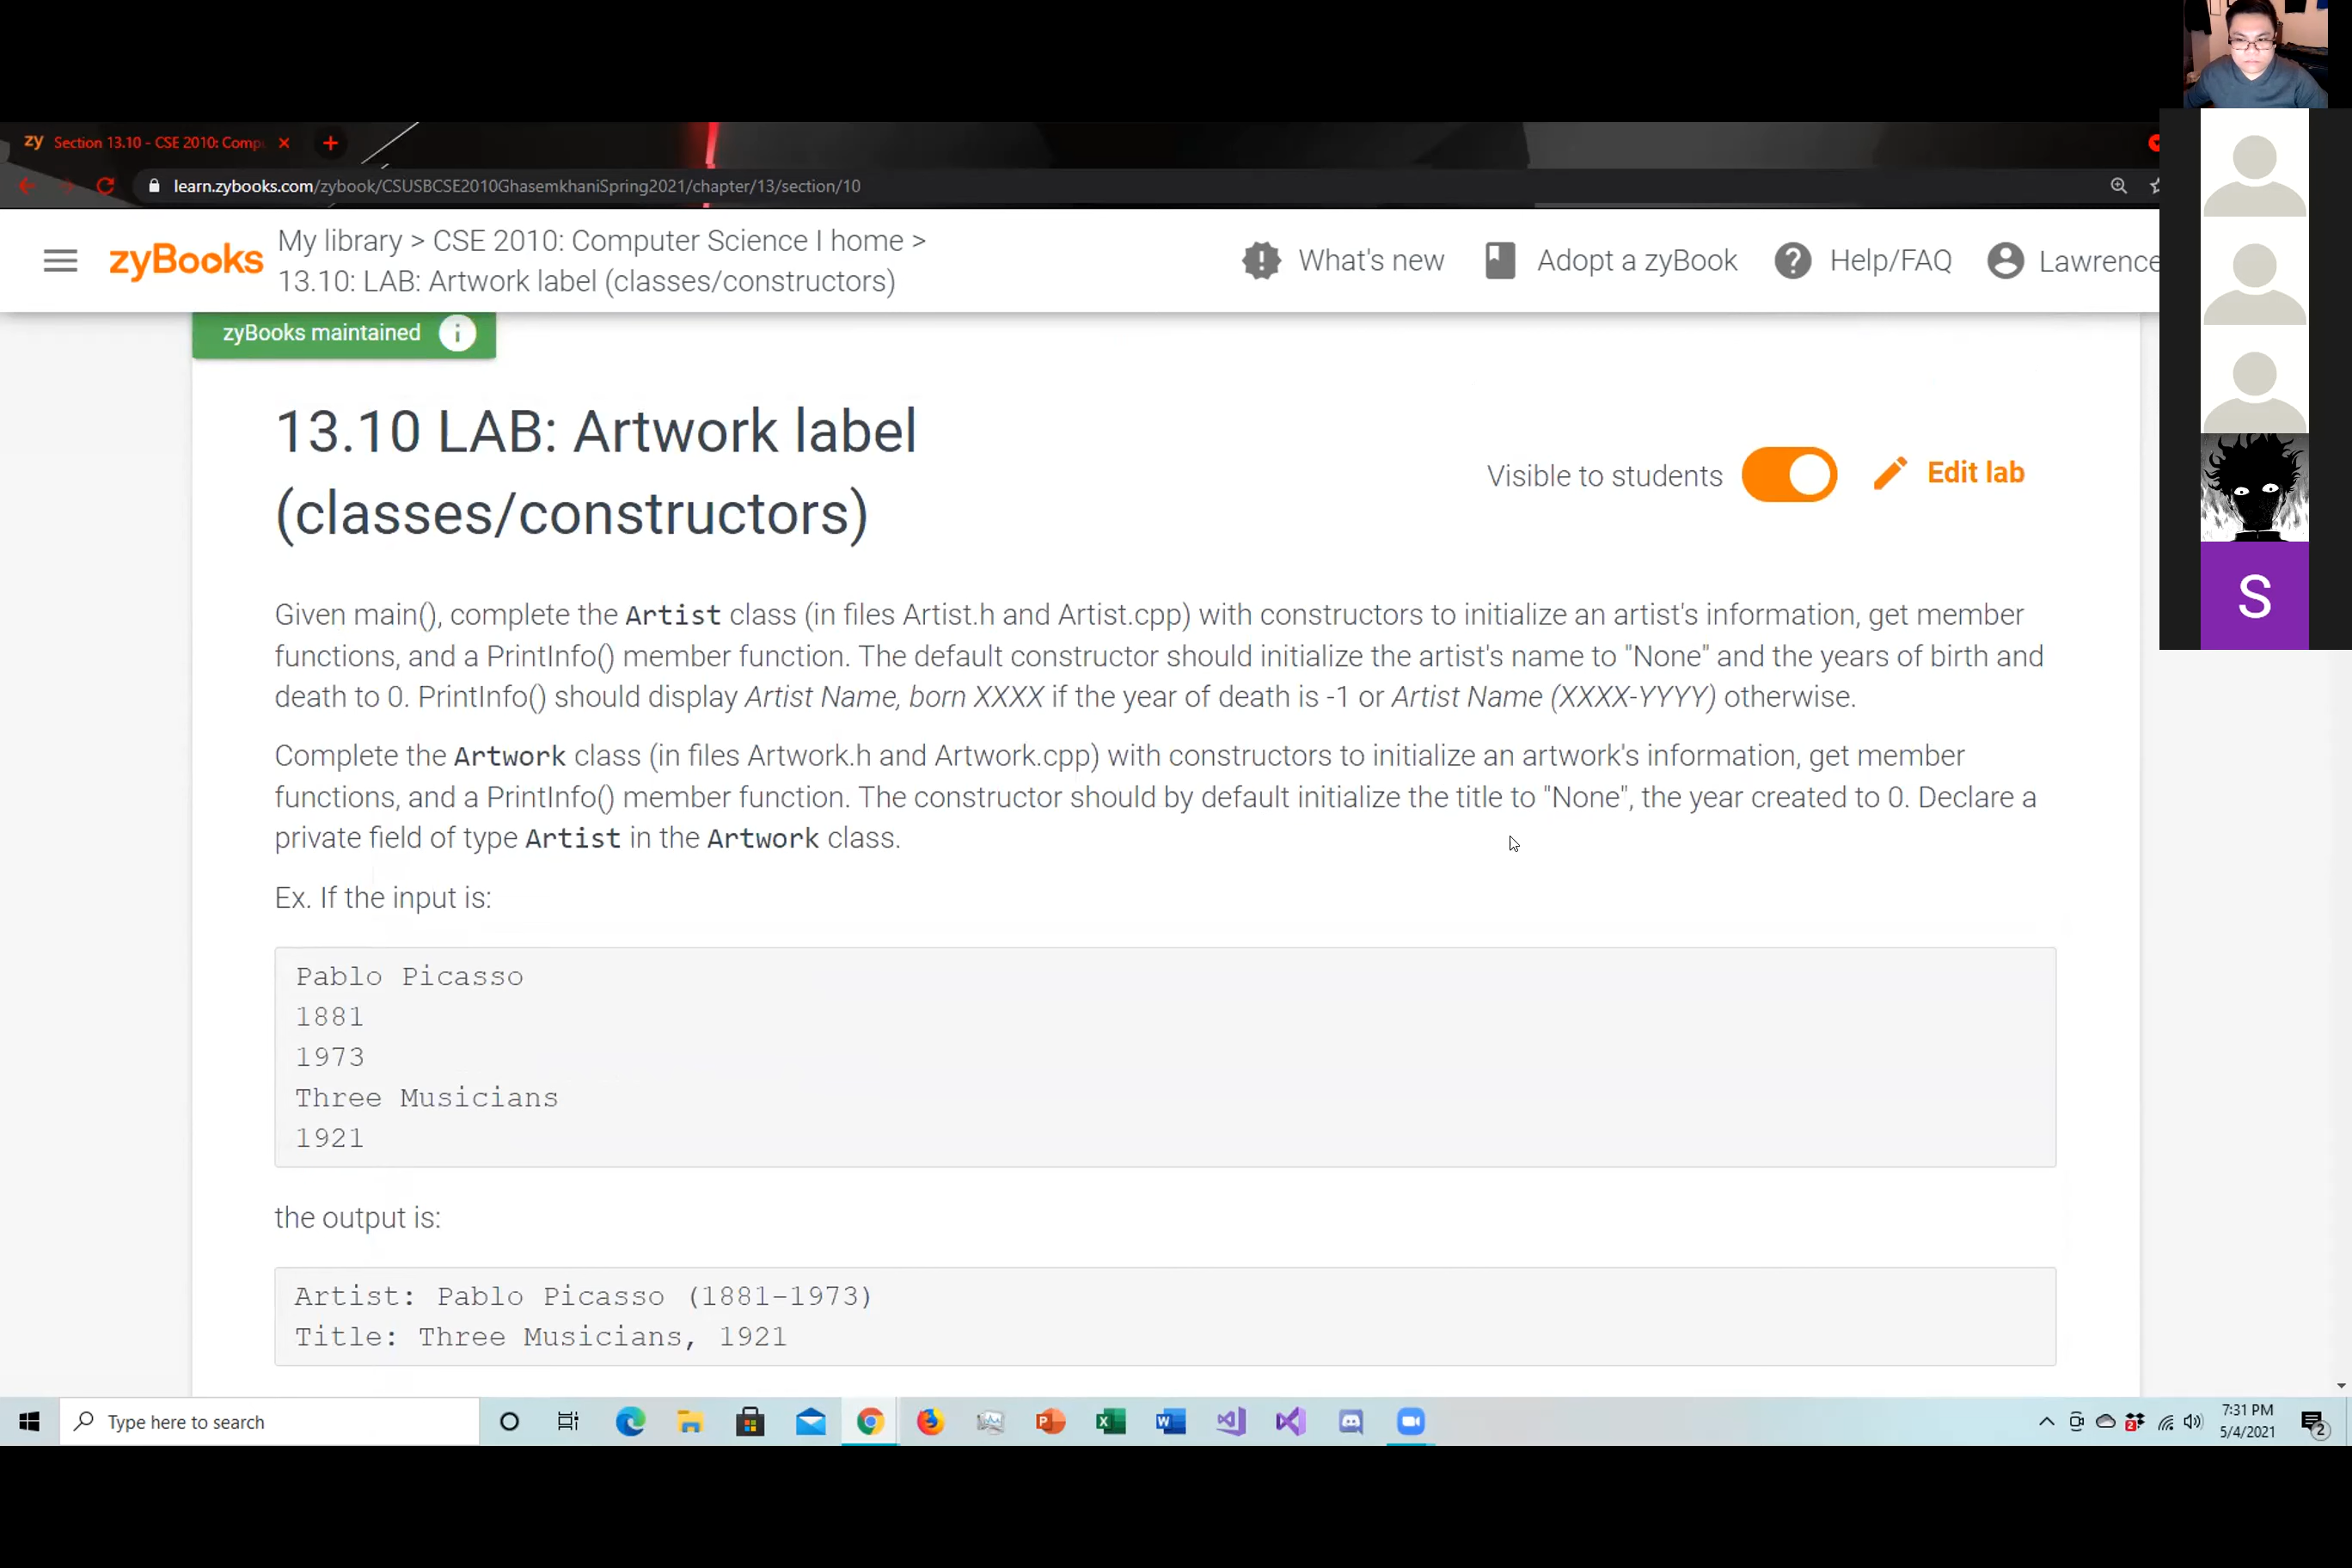 zy Section 13.10 - CSE 2010: Comp
learn.zybooks.com/zybook/CSUSBCSE2010GhasemkhaniSpring2021/chapter/13/section/10
zyBooks
My library > CSE 2010: Computer Science I home >
13.10: LAB: Artwork label (classes/constructors)
What's new
Adopt a zyBook
Help/FAQ
Lawrence
zyBooks maintained
13.10 LAB: Artwork label
(classes/constructors)
Visible to students
Edit lab
Given main(), complete the Artist class (in files Artist.h and Artist.cpp) with constructors to initialize an artist's information, get member
functions, and a PrintInfo() member function. The default constructor should initialize the artist's name to "None" and the years of birth and
death to 0. PrintInfo() should display Artist Name, born XXXX if the year of death is -1 or Artist Name (XXXX-YYYY) otherwise.
Complete the Artwork class (in files Artwork.h and Artwork.cpp) with constructors to initialize an artwork's information, get member
functions, and a PrintInfo() member function. The constructor should by default initialize the title to "None", the year created to 0. Declare a
private field of type Artist in the Artwork class.
Ex. If the input is:
Pablo Picasso
1881
1973
Three Musicians
1921
the output is:
Artist: Pablo Picasso (1881-1973)
Title: Three Musicians, 1921
S
Type here to search
7:31 PM
5/4/2021
2